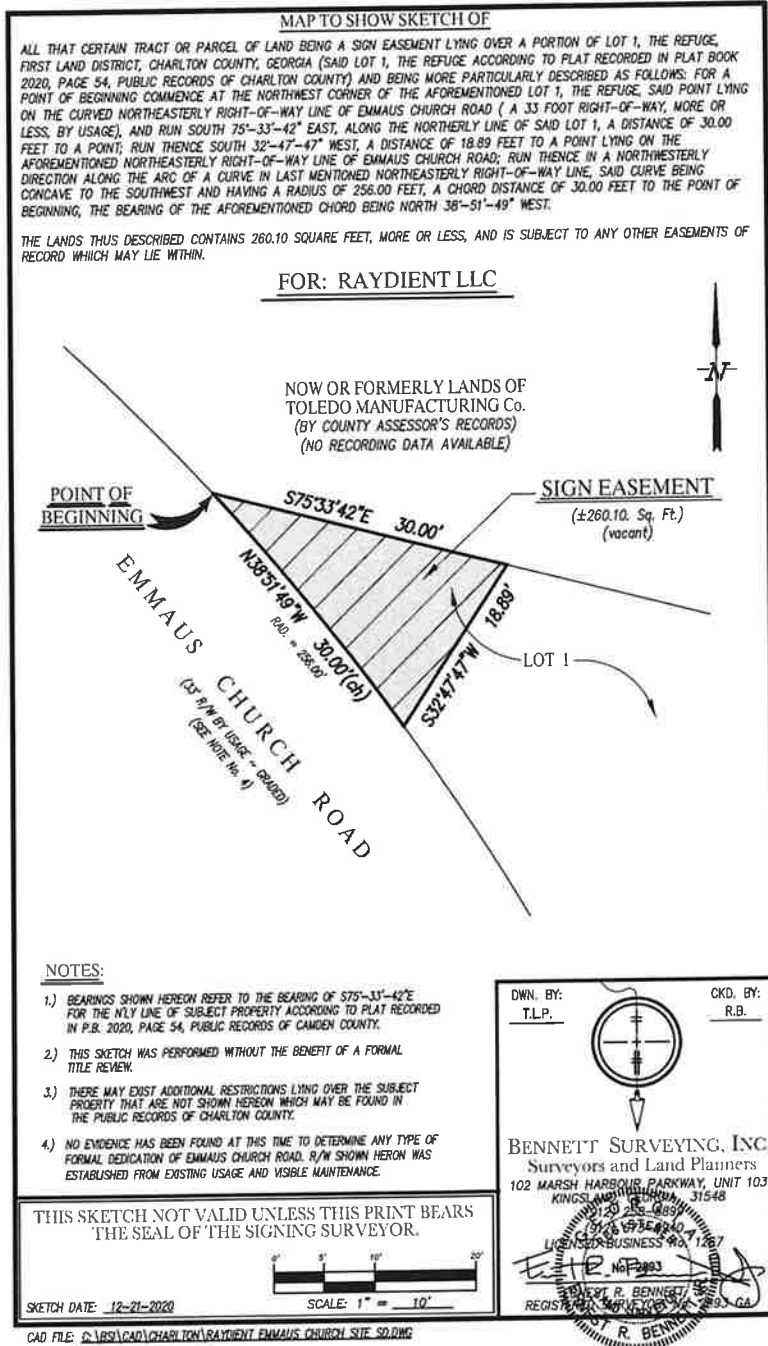 MAP TO SHOW SKETCH OF
ALL THAT CERTAIN TRACT OR PARCEL OF LAND BEING A SIGN EASEMENT LYING OVER A PORTION OF LOT 1, THE REFUGE,
FIRST LAND DISTRICT, CHARLTON COUNTY, GEORGIA (SAID LOT 1, THE REFUGE ACCORDING TO PLAT RECORDED IN PLAT BOOK
2020, PAGE 54, PUBLIC RECORDS OF CHARLTON COUNTY) AND BEING MORE PARTICULARLY DESCRIBED AS FOLLOWS: FOR A
POINT OF BEGINNING COMMENCE AT THE NORTHWEST CORNER OF THE AFOREMENTIONED LOT 1, THE REFUGE, SAID POINT LYING
ON THE CURVED NORTHEASTERLY RIGHT-OF-WAY LINE OF EMMAUS CHURCH ROAD ( A 33 FOOT RIGHT-OF-WAY, MORE OR
LESS, BY USAGE), AND RUN SOUTH 75°-33'-42" EAST, ALONG THE NORTHERLY LINE OF SAID LOT 1, A DISTANCE OF 30.00
FEET TO A POINT; RUN THENCE SOUTH 32°-47'-47" WEST, A DISTANCE OF 18.89 FEET TO A POINT LYING ON THE
AFOREMENTIONED NORTHEASTERLY RIGHT-OF-WAY LINE OF EMMAUS CHURCH ROAD; RUN THENCE IN A NORTHWESTERLY
DIRECTION ALONG THE ARC OF A CURVE IN LAST MENTIONED NORTHEASTERLY RIGHT-OF-WAY LINE, SAID CURVE BEING
CONCAVE TO THE SOUTHWEST AND HAVING A RADIUS OF 256.00 FEET, A CHORD DISTANCE OF 30.00 FEET TO THE POINT OF
BEGINNING, THE BEARING OF THE AFOREMENTIONED CHORD BEING NORTH 38°-51'-49" WEST.
THE LANDS THUS DESCRIBED CONTAINS 260.10 SQUARE FEET, MORE OR LESS, AND IS SUBJECT TO ANY OTHER EASEMENTS OF
RECORD WHICH MAY LIE WITHIN.
FOR: RAYDIENT LLC
N
NOW OR FORMERLY LANDS OF
TOLEDO MANUFACTURING Co.
(BY COUNTY ASSESSOR'S RECORDS)
(NO RECORDING DATA AVAILABLE)
POINT OF
BEGINNING
S75°33'42"E 30.00'
SIGN EASEMENT
(±260.10. Sq. Ft.)
(vacant)
N38°51'49"W 30.00'(ch)
RAD. = 256.00'
S32°47'47"W 18.89'
LOT 1
EMMAUS CHURCH ROAD
(33' R/W BY USAGE ~ GRADED)
(SEE NOTE No. 4)
NOTES:
1.) BEARINGS SHOWN HEREON REFER TO THE BEARING OF S75°-33'-42"E
FOR THE N'LY LINE OF SUBJECT PROPERTY ACCORDING TO PLAT RECORDED
IN P.B. 2020, PAGE 54, PUBLIC RECORDS OF CAMDEN COUNTY.
2.) THIS SKETCH WAS PERFORMED WITHOUT THE BENEFIT OF A FORMAL
TITLE REVIEW.
3.) THERE MAY EXIST ADDITIONAL RESTRICTIONS LYING OVER THE SUBJECT
PROERTY THAT ARE NOT SHOWN HEREON WHICH MAY BE FOUND IN
THE PUBLIC RECORDS OF CHARLTON COUNTY.
4.) NO EVIDENCE HAS BEEN FOUND AT THIS TIME TO DETERMINE ANY TYPE OF
FORMAL DEDICATION OF EMMAUS CHURCH ROAD. R/W SHOWN HERON WAS
ESTABLISHED FROM EXISTING USAGE AND VISIBLE MAINTENANCE.
DWN. BY:
T.L.P.
CKD. BY:
R.B.
BENNETT SURVEYING, INC
Surveyors and Land Planners
102 MARSH HARBOUR PARKWAY, UNIT 103
31548
LICENSED BUSINESS No. 1267
No. 2893
ERNEST R. BENNETT
REGISTERED SURVEYOR 2893 GA
THIS SKETCH NOT VALID UNLESS THIS PRINT BEARS
THE SEAL OF THE SIGNING SURVEYOR.
0' 5' 10' 20'
SKETCH DATE: 12-21-2020
SCALE: 1" = 10'
CAD FILE: C:\BSI\CAD\CHARLTON\RAYDIENT EMMAUS CHURCH SITE SD.DWG